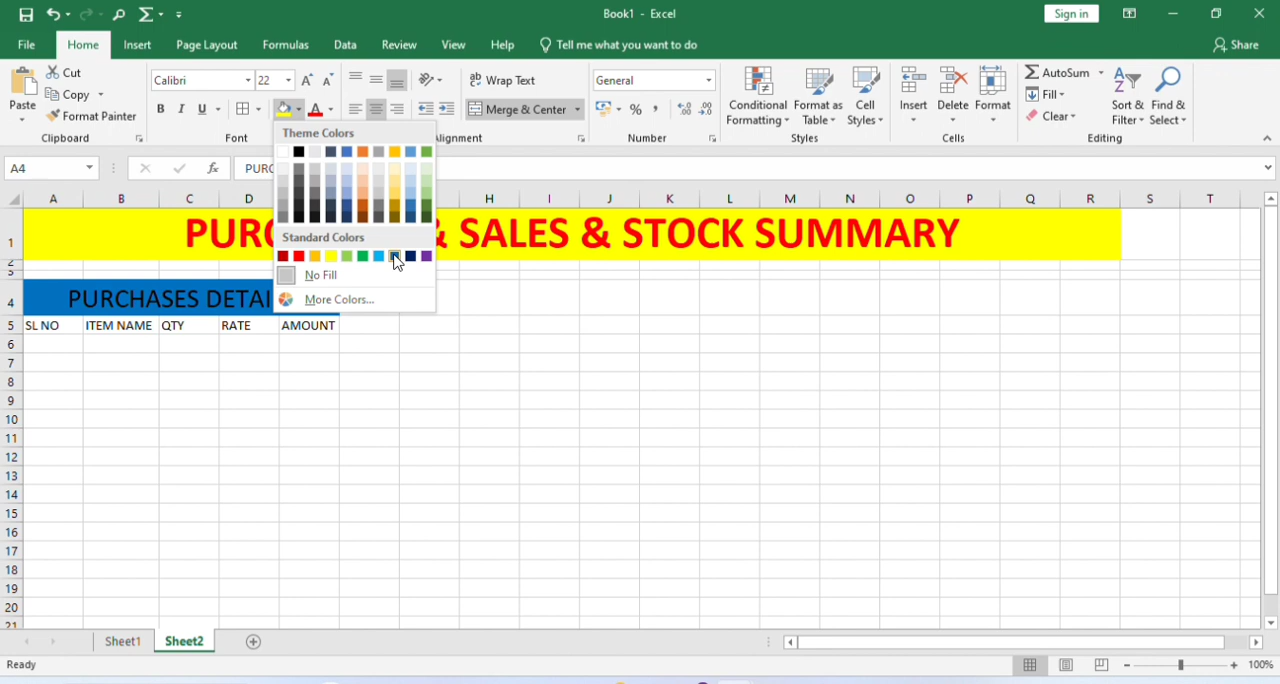 Book1 - Excel
Sign in
File Home Insert Page Layout Formulas Data Review View Help Tell me what you want to do
Share
Paste
Cut
Copy
Format Painter
Clipboard
Calibri 22
B I U
Font
Wrap Text
Merge & Center
lignment
General
%
Number
Conditional Formatting
Format as Table
Cell Styles
Styles
Insert Delete Format
Cells
AutoSum
Fill
Clear
Sort & Filter
Find & Select
Editing
A4
fx
PURC
Theme Colors
Standard Colors
No Fill
More Colors...
A B C D H I J K L M N O P Q R S T
1 PURC & SALES & STOCK SUMMARY
2
3
4 PURCHASES DETAI
5 SL NO ITEM NAME QTY RATE AMOUNT
6
7
8
9
10
11
12
13
14
15
16
17
18
19
20
21
Sheet1 Sheet2
Ready
100%